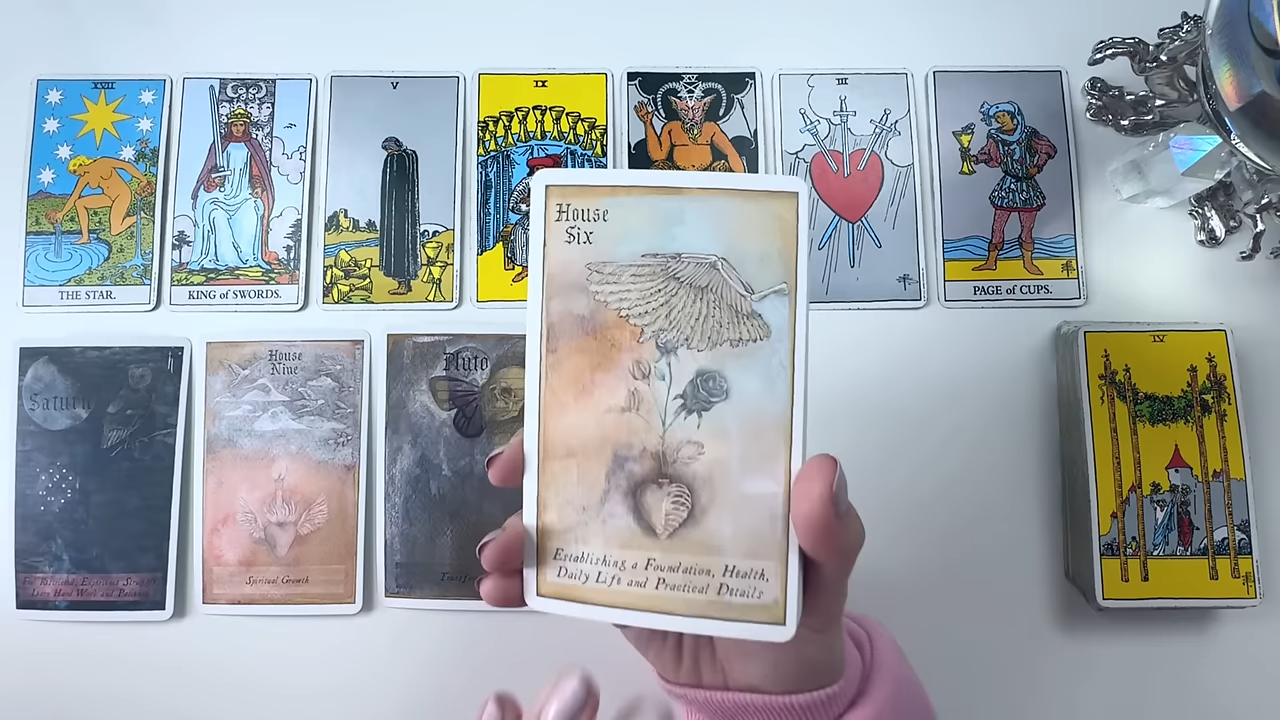 XVII
THE STAR.
KING of SWORDS.
V
IX
XV
III
PAGE of CUPS.
House
Six
Establishing a Foundation, Health,
Daily Life and Practical Details
Saturn
House
Nine
Spiritual Growth
Pluto
IV